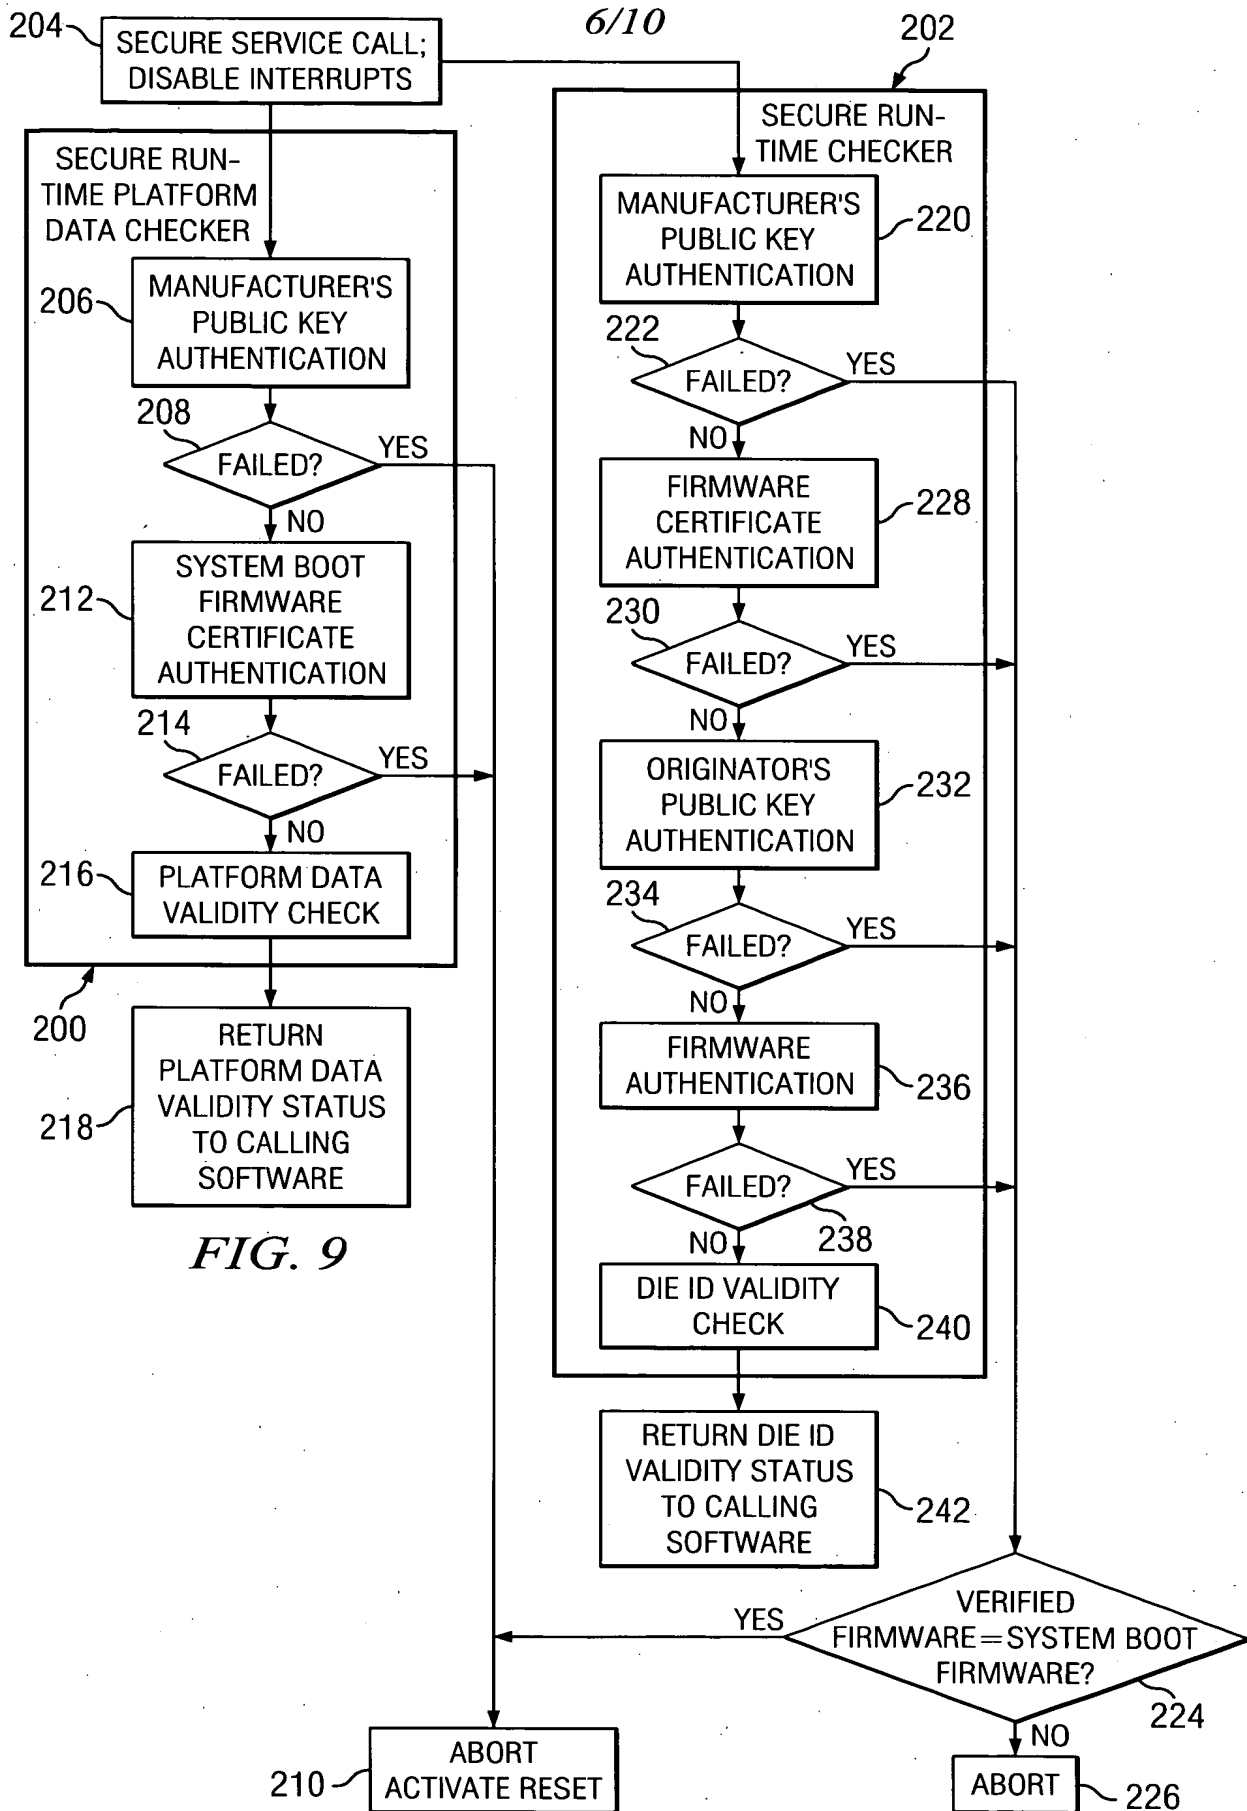 6/10
204
SECURE SERVICE CALL;
DISABLE INTERRUPTS
SECURE RUN-
TIME PLATFORM
DATA CHECKER
206
MANUFACTURER'S
PUBLIC KEY
AUTHENTICATION
208
FAILED?
YES
NO
212
SYSTEM BOOT
FIRMWARE
CERTIFICATE
AUTHENTICATION
214
FAILED?
YES
NO
216
PLATFORM DATA
VALIDITY CHECK
200
218
RETURN
PLATFORM DATA
VALIDITY STATUS
TO CALLING
SOFTWARE
FIG. 9
202
SECURE RUN-
TIME CHECKER
MANUFACTURER'S
PUBLIC KEY
AUTHENTICATION
220
222
FAILED?
YES
NO
FIRMWARE
CERTIFICATE
AUTHENTICATION
228
230
FAILED?
YES
NO
ORIGINATOR'S
PUBLIC KEY
AUTHENTICATION
232
234
FAILED?
YES
NO
FIRMWARE
AUTHENTICATION
236
FAILED?
YES
238
NO
DIE ID VALIDITY
CHECK
240
RETURN DIE ID
VALIDITY STATUS
TO CALLING
SOFTWARE
242
YES
VERIFIED
FIRMWARE=SYSTEM BOOT
FIRMWARE?
224
NO
210
ABORT
ACTIVATE RESET
ABORT
226